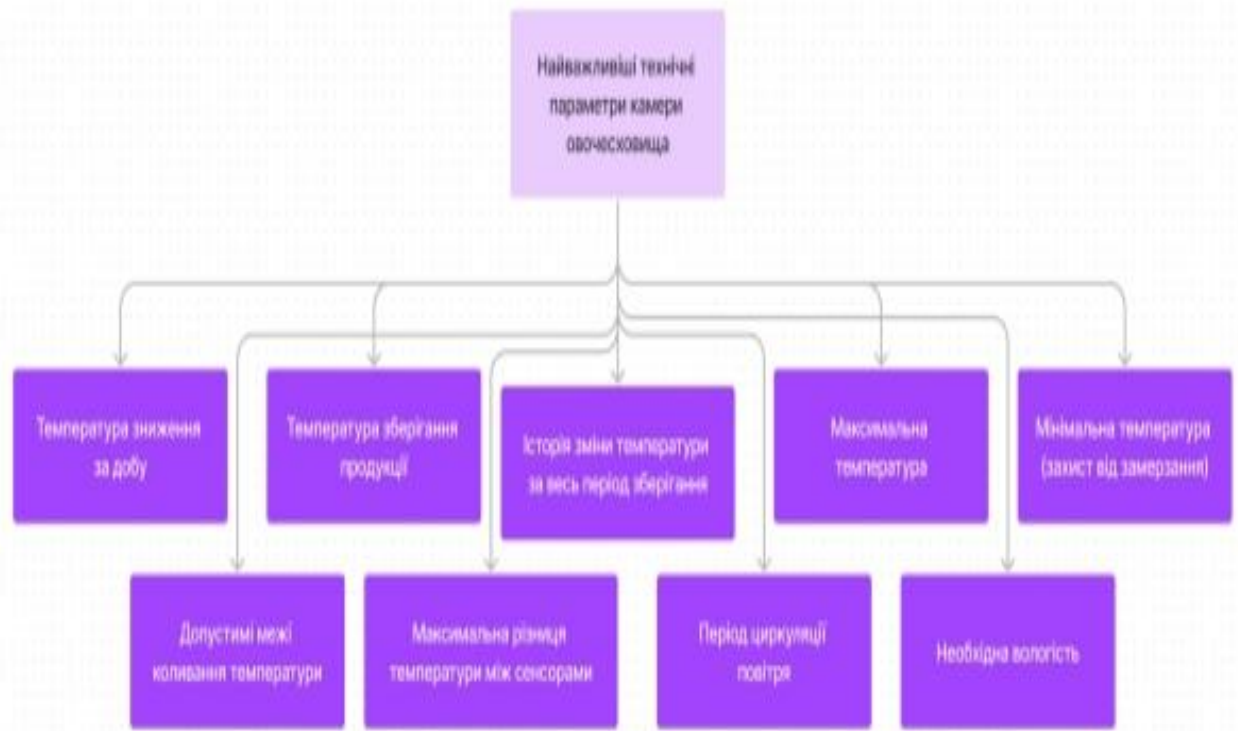 Найважливіші технічні
параметри камери
овочесховища
Температура зниження
за добу
Температура зберігання
продукції
Історія зміни температури
за весь період зберігання
Максимальна
температура
Мінімальна температура
(захист від замерзання)
Допустимі межі
коливання температури
Максимальна різниця
температури між сенсорами
Період циркуляції
повітря
Необхідна вологість